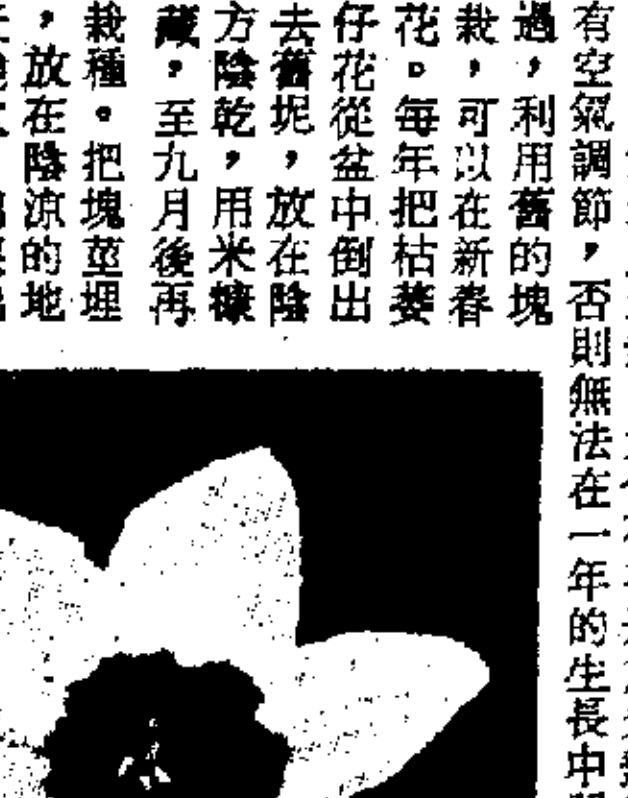 有空氣調節，否則無法在一年的生長中
過，利用舊的塊
栽，可以在新春
花。每年把枯萎
仔花從盆中倒出
去舊坭，放在陰
方陰乾，用米糠
藏，至九月後再
栽種。把塊莖埋
，放在陰涼的地